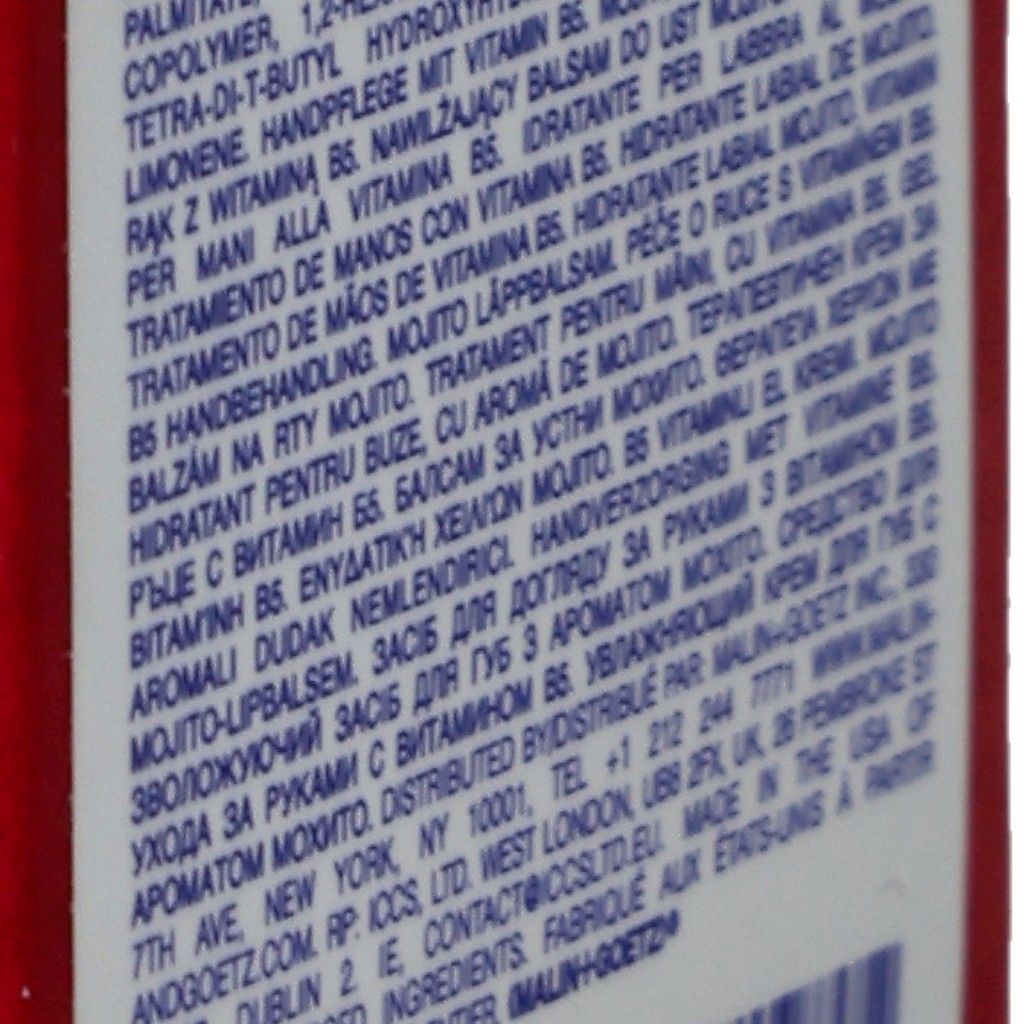 PALMITATE,
COPOLYMER,
TETRA-DI-T-BUTYL
LIMONENE. HANDPFLEGE MIT VITAMIN B5.
RĄK Z WITAMINĄ B5. NAWILŻAJĄCY BALSAM DO UST
PER MANI ALLA VITAMINA B5. IDRATANTE PER LABBRA AL
TRATAMIENTO DE MANOS CON VITAMINA B5. HIDRATANTE LABIAL DE MOJITO.
TRATAMENTO DE MÃOS DE VITAMINA B5. HIDRATANTE LABIAL MOJITO. VITAMIN
B5 HANDBEHANDLING. MOJITO LÄPPBALSAM. PÉČE O RUCE S VITAMÍNEM B5.
BALZÁM NA RTY MOJITO. TRATAMENT PENTRU MÂINI, CU VITAMINA B5. GEL
HIDRATANT PENTRU BUZE, CU AROMĂ DE MOJITO. ТЕРАПЕВТИЧЕН КРЕМ ЗА
РЪЦЕ С ВИТАМИН Б5. БАЛСАМ ЗА УСТНИ МОХИТО. ΘΕΡΑΠΕΙΑ ΧΕΡΙΩΝ ΜΕ
ΒΙΤΑΜΊΝΗ Β5. ΕΝΥΔΑΤΙΚΉ ΧΕΙΛΙΏΝ MOJITO. B5 VITAMINLI EL KREMI. MOJITO
AROMALI DUDAK NEMLENDIRICI. HANDVERZORGING MET VITAMINE B5.
MOJITO-LIPBALSEM. ЗАСІБ ДЛЯ ДОГЛЯДУ ЗА РУКАМИ З ВІТАМІНОМ B5.
ЗВОЛОЖУЮЧИЙ ЗАСІБ ДЛЯ ГУБ З АРОМАТОМ МОХІТО. СРЕДСТВО ДЛЯ
УХОДА ЗА РУКАМИ С ВИТАМИНОМ B5. УВЛАЖНЯЮЩИЙ КРЕМ ДЛЯ ГУБ С
АРОМАТОМ МОХИТО. DISTRIBUTED BY/DISTRIBUÉ PAR: MALIN+GOETZ INC., 330
7TH AVE, NEW YORK, NY 10001, TEL +1 212 244 7771 WWW.MALIN-
ANDGOETZ.COM. RP: ICCS, LTD. WEST LONDON, UB8 2FX, UK, 26 PEMBROKE ST
DUBLIN 2. IE, CONTACT@ICCSLTD.EU. MADE IN THE USA OF
INGREDIENTS. FABRIQUÉ AUX ÉTATS-UNIS À PARTIR
(MALIN+GOETZ)®